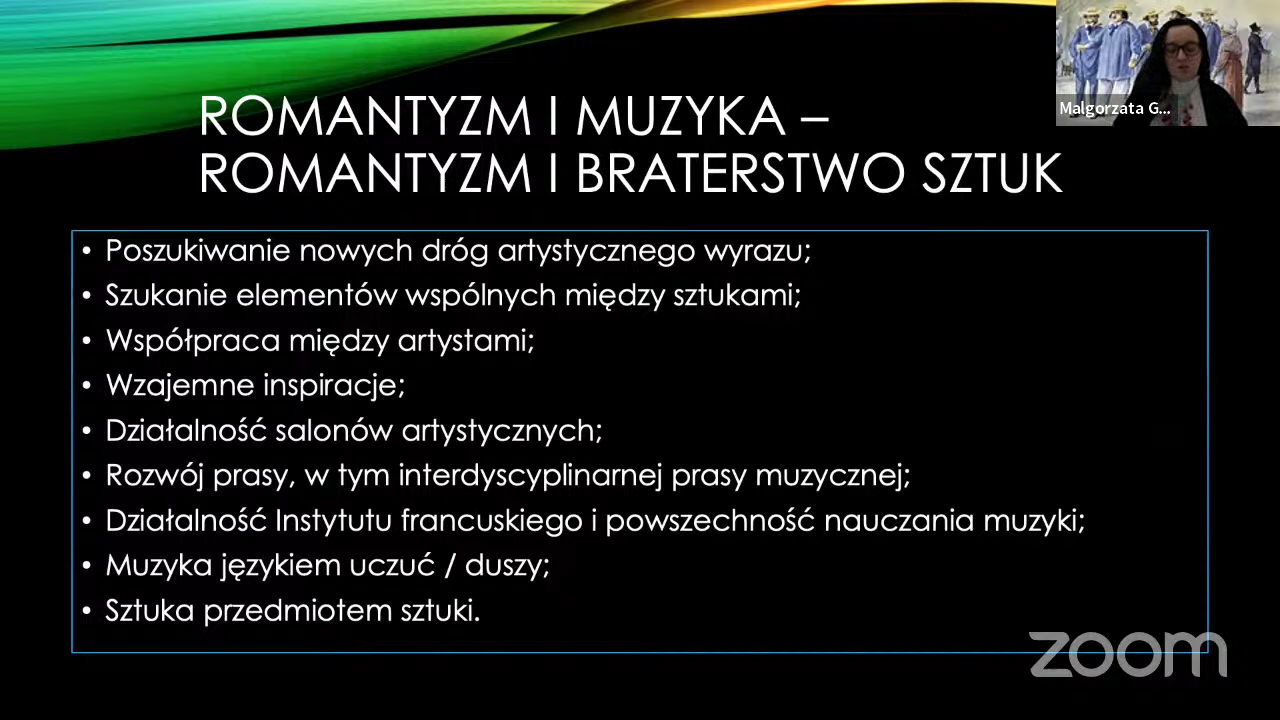 Malgorzata G...
ROMANTYZM I MUZYKA –
ROMANTYZM I BRATERSTWO SZTUK
• Poszukiwanie nowych dróg artystycznego wyrazu;
• Szukanie elementów wspólnych między sztukami;
• Współpraca między artystami;
• Wzajemne inspiracje;
• Działalność salonów artystycznych;
• Rozwój prasy, w tym interdyscyplinarnej prasy muzycznej;
• Działalność Instytutu francuskiego i powszechność nauczania muzyki;
• Muzyka językiem uczuć / duszy;
• Sztuka przedmiotem sztuki.
zoom